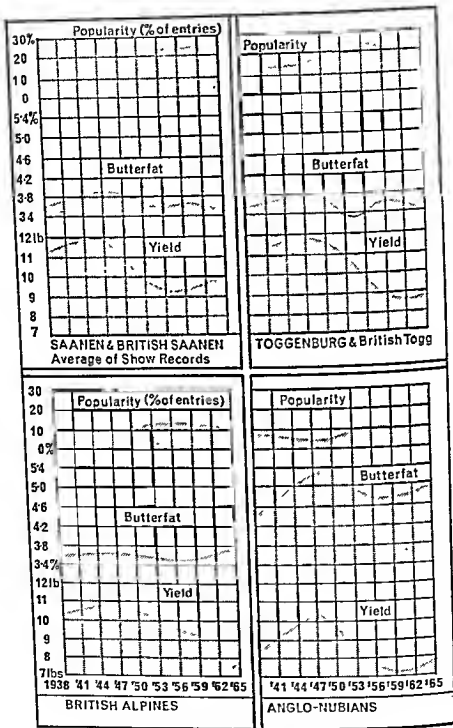 Popularity (% of entries)
30%
20
10
0
5·4%
5·0
4·6
Butterfat
4·2
3·8
3·4
12lb
Yield
11
10
9
8
7
SAANEN & BRITISH SAANEN
Average of Show Records
Popularity
Butterfat
Yield
TOGGENBURG & British Togg
30
Popularity (%of entries)
20
10
0%
5·4
5·0
4·6
Butterfat
4·2
3·8
3·4%
12lb
Yield
11
10
9
8
7lbs
1938 '41 '44 '47 '50 '53 '56 '59 '62 '65
BRITISH ALPINES
Popularity
Butterfat
Yield
'41 '44 '47 '50 '53 '56 '59 '62 '65
ANGLO-NUBIANS